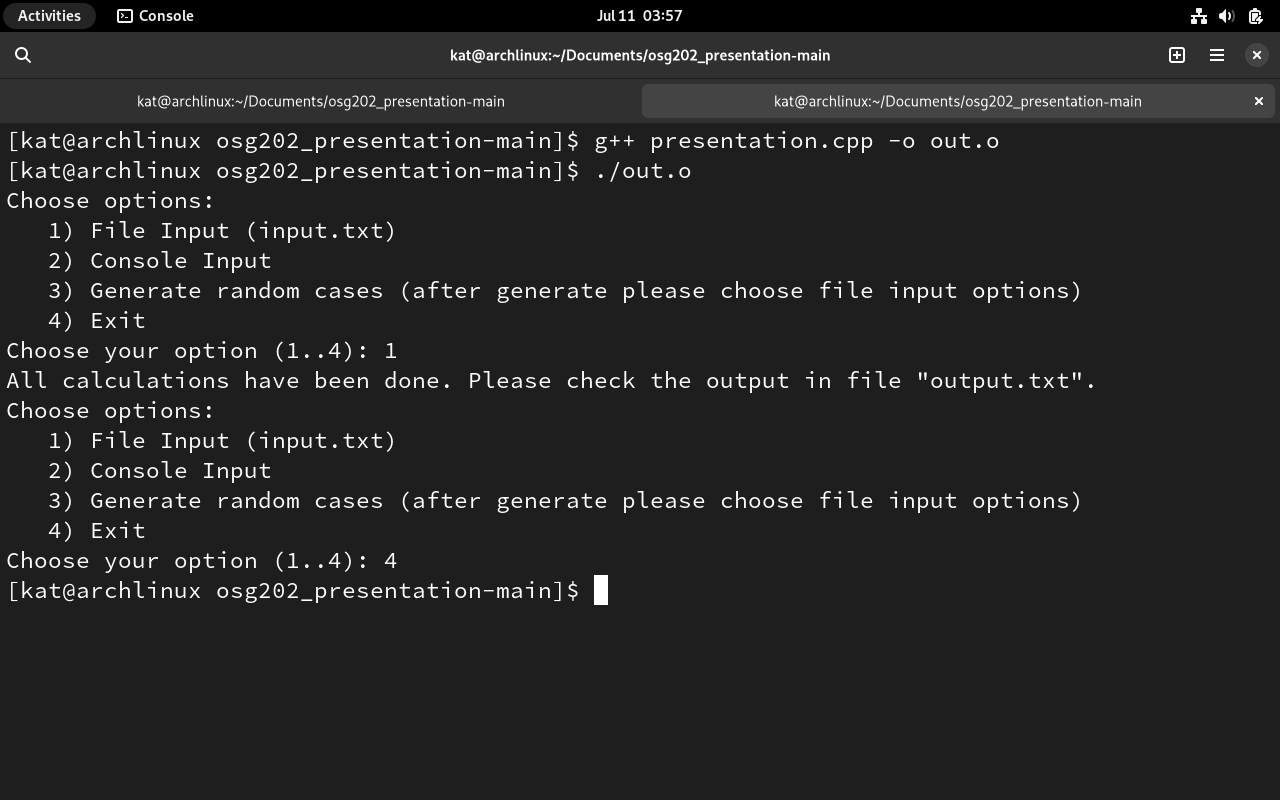 Activities Console Jul 11 03:57
kat@archlinux:~/Documents/osg202_presentation-main
kat@archlinux:~/Documents/osg202_presentation-main kat@archlinux:~/Documents/osg202_presentation-main
[kat@archlinux osg202_presentation-main]$ g++ presentation.cpp -o out.o
[kat@archlinux osg202_presentation-main]$ ./out.o
Choose options:
   1) File Input (input.txt)
   2) Console Input
   3) Generate random cases (after generate please choose file input options)
   4) Exit
Choose your option (1..4): 1
All calculations have been done. Please check the output in file "output.txt".
Choose options:
   1) File Input (input.txt)
   2) Console Input
   3) Generate random cases (after generate please choose file input options)
   4) Exit
Choose your option (1..4): 4
[kat@archlinux osg202_presentation-main]$